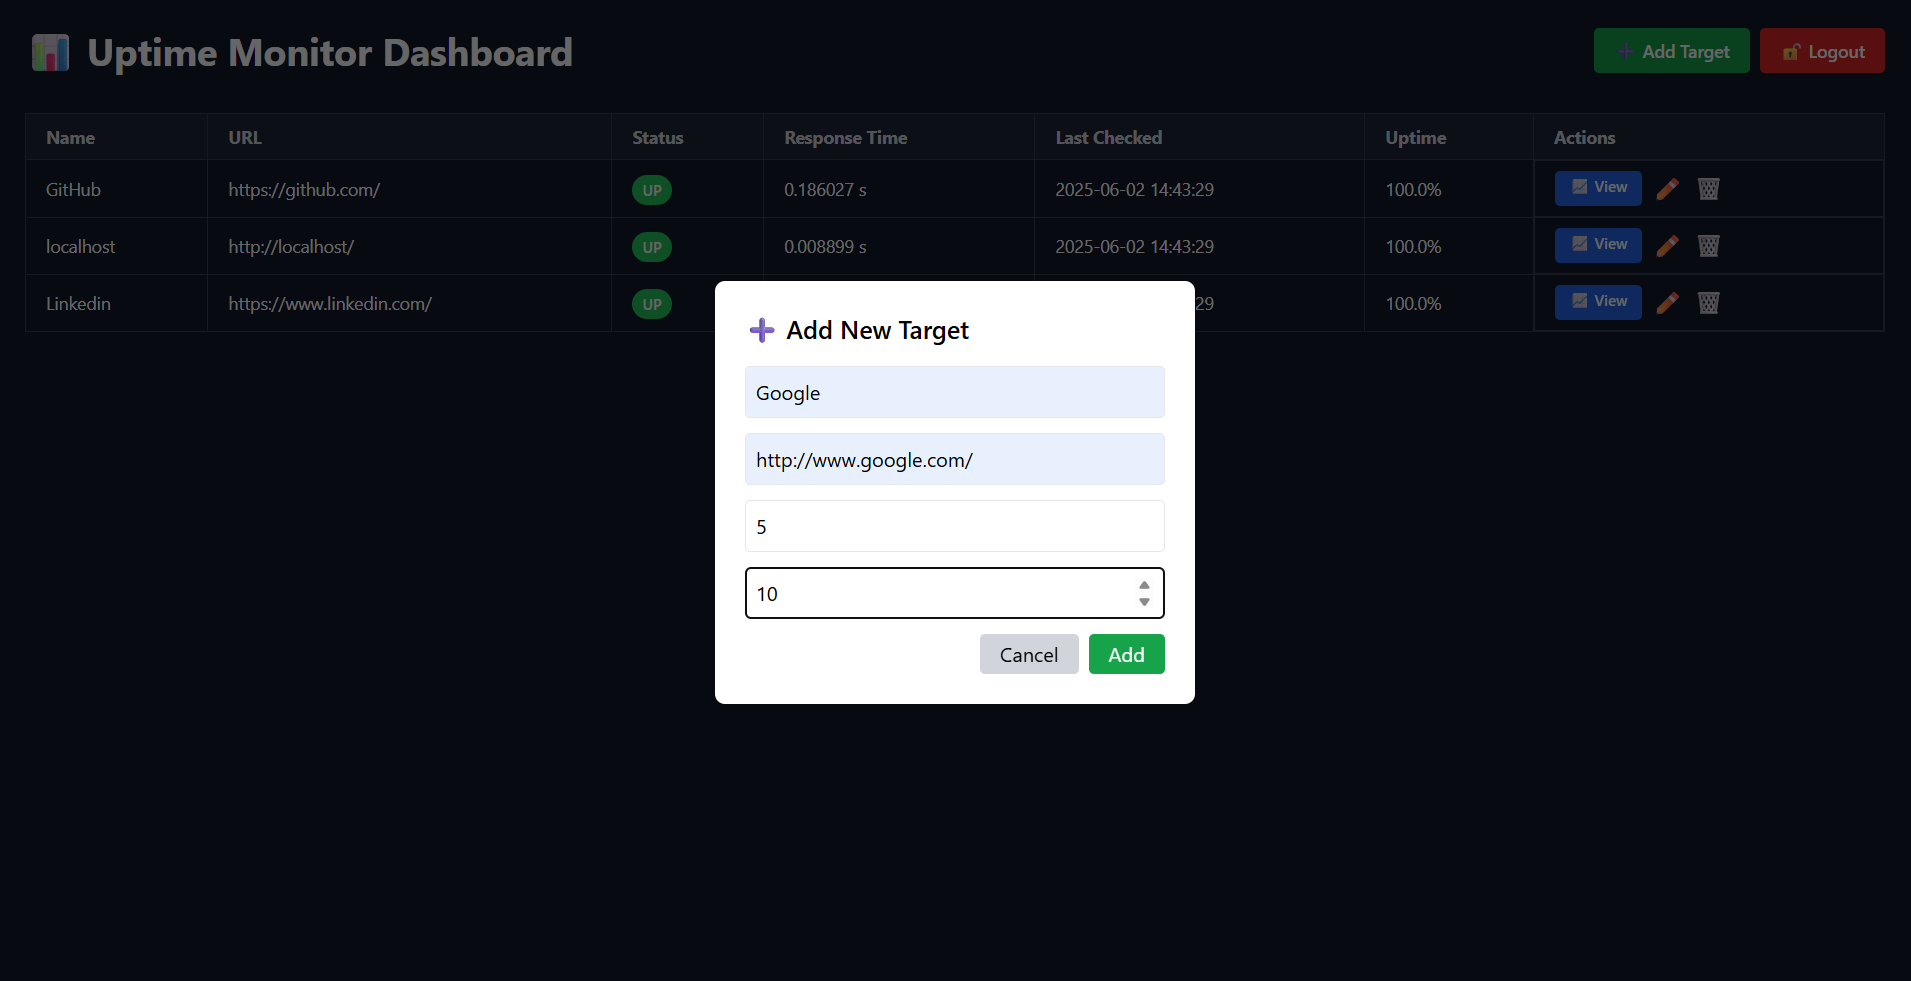 Uptime Monitor Dashboard
Add Target
Logout
Name URL Status Response Time Last Checked Uptime Actions
GitHub https://github.com/ UP 0.186027 s 2025-06-02 14:43:29 100.0% View
localhost http://localhost/ UP 0.008899 s 2025-06-02 14:43:29 100.0% View
Linkedin https://www.linkedin.com/ UP 29 100.0% View
Add New Target
Google
http://www.google.com/
5
10
Cancel Add